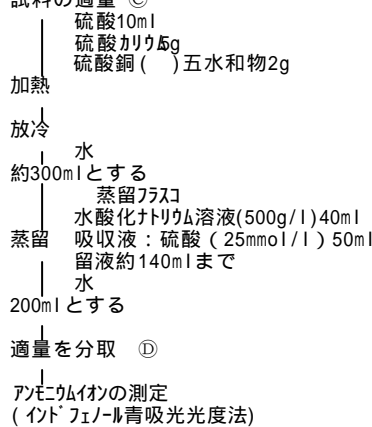 試料の適量 Ⓒ
硫酸10ml
硫酸カリウム5g
硫酸銅(　)五水和物2g
加熱
放冷
水
約300mlとする
蒸留フラスコ
水酸化ナトリウム溶液(500g/l)40ml
蒸留 吸収液：硫酸（25mmol/l）50ml
留液約140mlまで
水
200mlとする
適量を分取 Ⓓ
アンモニウムイオンの測定
(インドフェノール青吸光光度法)